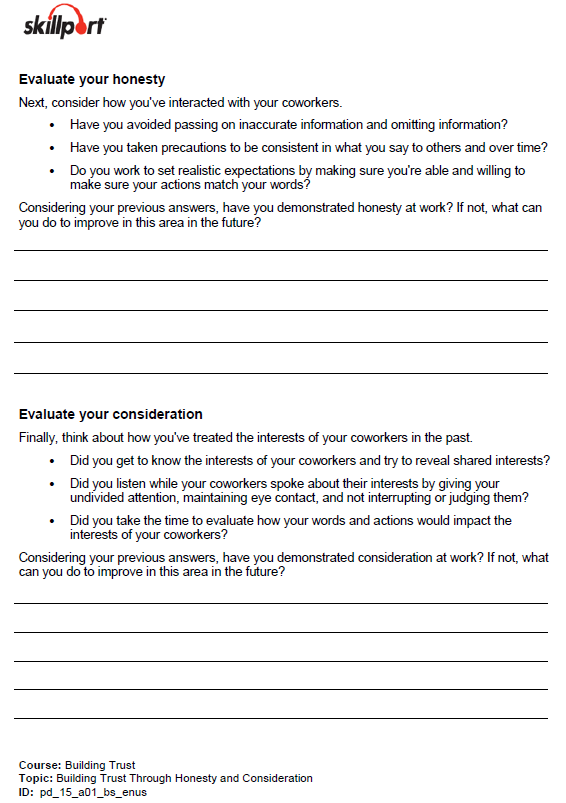 skillport
Evaluate your honesty
Next, consider how you've interacted with your coworkers.
• Have you avoided passing on inaccurate information and omitting information?
• Have you taken precautions to be consistent in what you say to others and over time?
• Do you work to set realistic expectations by making sure you're able and willing to
make sure your actions match your words?
Considering your previous answers, have you demonstrated honesty at work? If not, what can
you do to improve in this area in the future?
Evaluate your consideration
Finally, think about how you've treated the interests of your coworkers in the past.
• Did you get to know the interests of your coworkers and try to reveal shared interests?
• Did you listen while your coworkers spoke about their interests by giving your
undivided attention, maintaining eye contact, and not interrupting or judging them?
• Did you take the time to evaluate how your words and actions would impact the
interests of your coworkers?
Considering your previous answers, have you demonstrated consideration at work? If not, what
can you do to improve in this area in the future?
Course: Building Trust
Topic: Building Trust Through Honesty and Consideration
ID: pd_15_a01_bs_enus